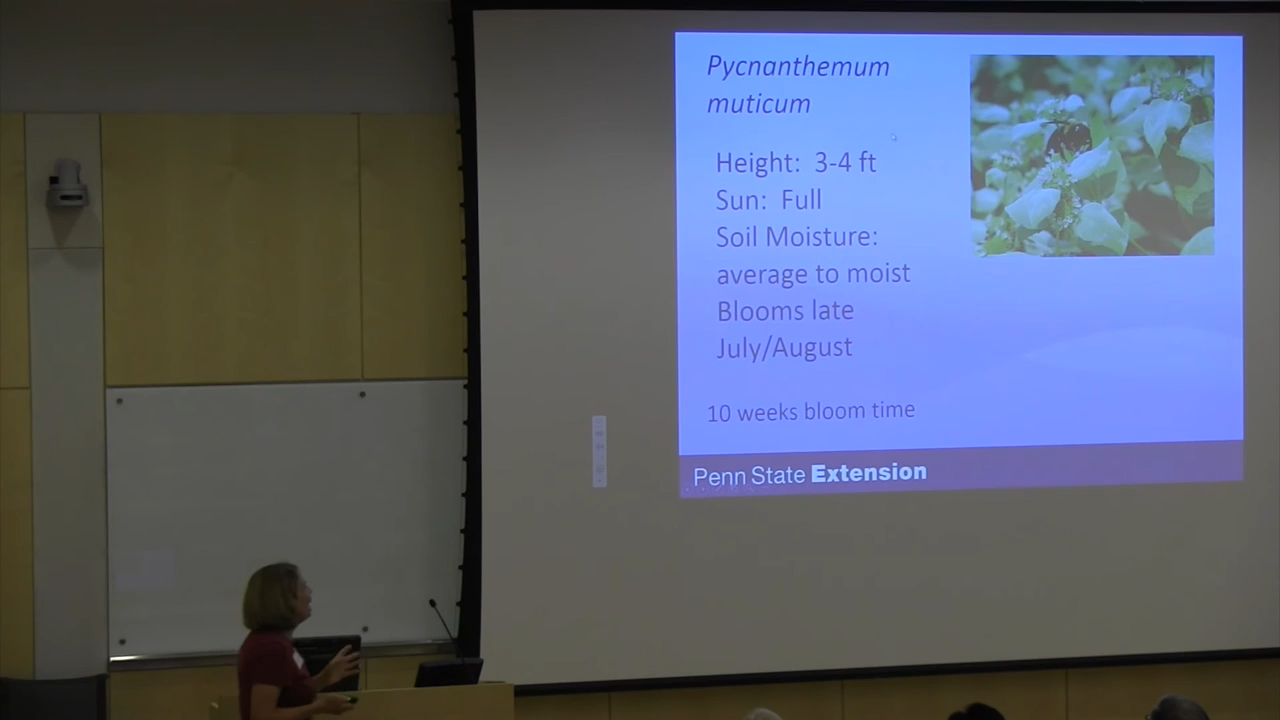 Pycnanthemum
muticum
Height: 3-4 ft
Sun: Full
Soil Moisture:
average to moist
Blooms late
July/August
10 weeks bloom time
Penn State Extension